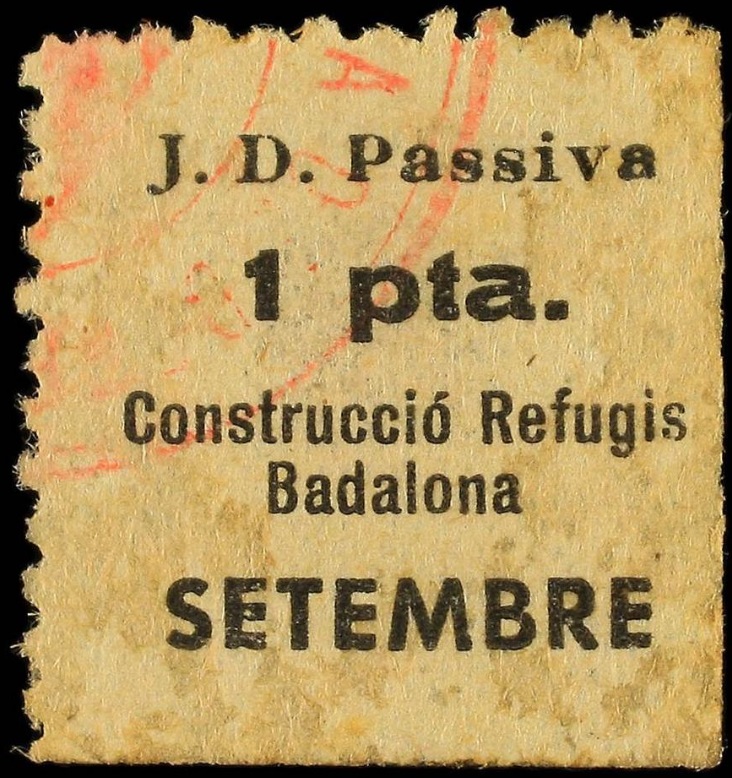 J. D. Passiva
1 pta.
Construcció Refugis
Badalona
SETEMBRE